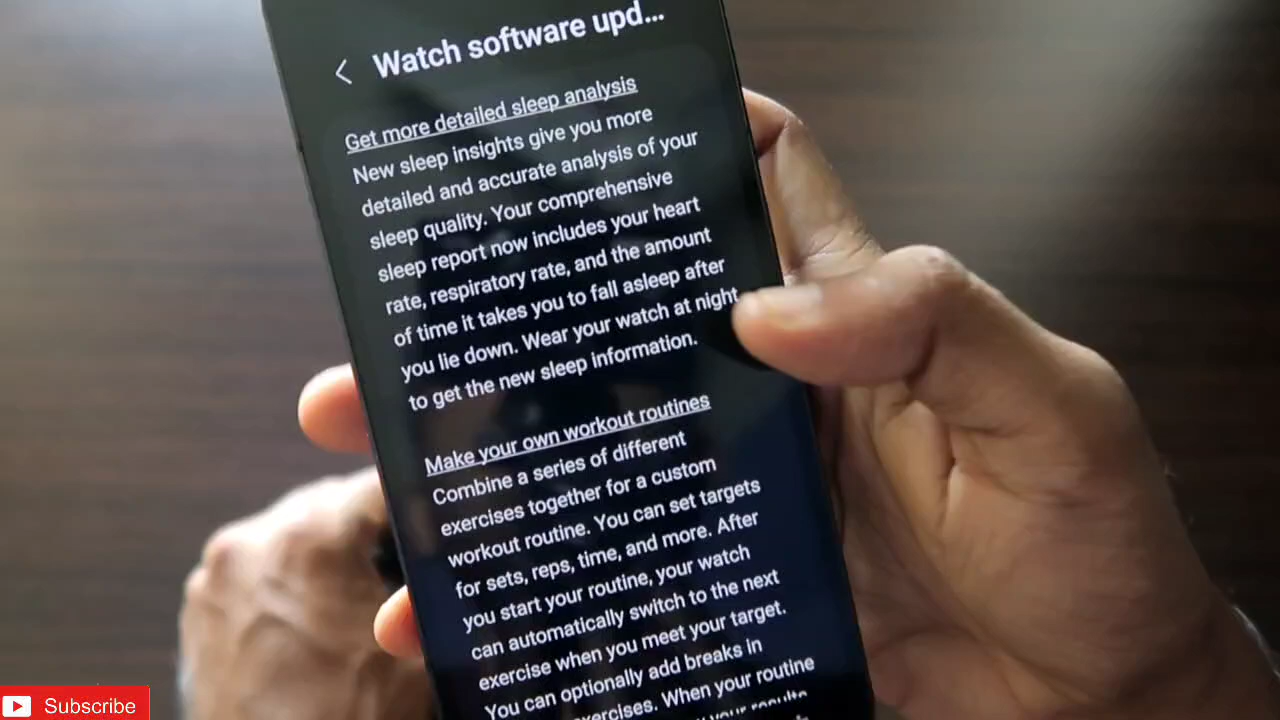 Watch software upd...
Get more detailed sleep analysis
New sleep insights give you more
detailed and accurate analysis of your
sleep quality. Your comprehensive
sleep report now includes your heart
rate, respiratory rate, and the amount
of time it takes you to fall asleep after
you lie down. Wear your watch at night
to get the new sleep information.
Make your own workout routines
Combine a series of different
exercises together for a custom
workout routine. You can set targets
for sets, reps, time, and more. After
you start your routine, your watch
can automatically switch to the next
exercise when you meet your target.
You can optionally add breaks in
exercises. When your routine
your results
Subscribe